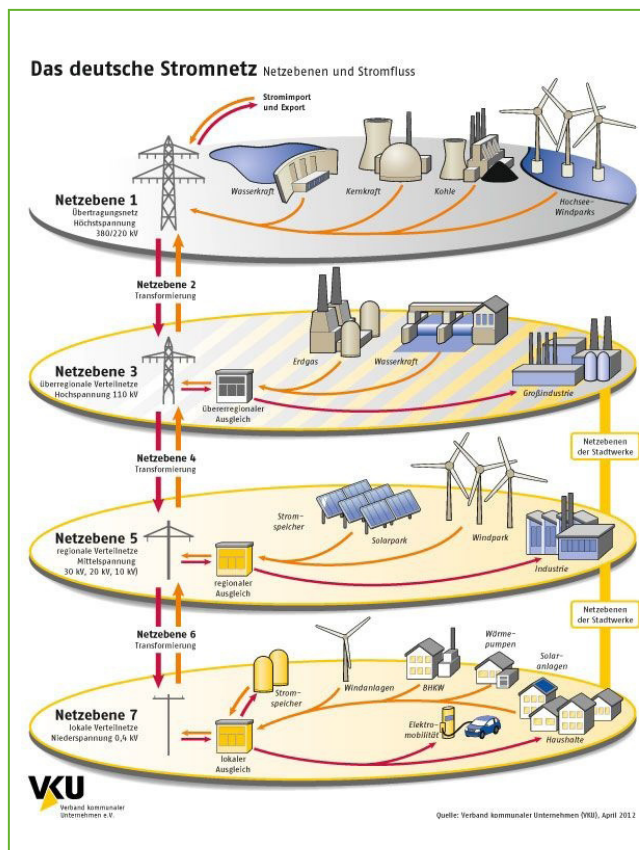 Das deutsche Stromnetz Netzebenen und Stromfluss
Stromimport
und Export
Netzebene 1
Übertragungsnetz
Höchstspannung
380/220 kV
Wasserkraft
Kernkraft
Kohle
Hochsee-
Windparks
Netzebene 2
Transformierung
Netzebene 3
überregionale Verteilnetze
Hochspannung 110 kV
Erdgas
Wasserkraft
Großindustrie
überregionaler
Ausgleich
Netzebene 4
Transformierung
Netzebenen
der Stadtwerke
Netzebene 5
regionale Verteilnetze
Mittelspannung
30 kV, 20 kV, 10 kV)
Strom-
speicher
Solarpark
Windpark
Industrie
regionaler
Ausgleich
Netzebene 6
Transformierung
Netzebenen
der Stadtwerke
Netzebene 7
lokale Verteilnetze
Niederspannung 0,4 kV
Strom-
speicher
Windanlagen
BHKW
Wärme-
pumpen
Solar-
anlagen
Elektro-
mobilität
Haushalte
lokaler
Ausgleich
VKU
Verband kommunaler
Unternehmen e.V.
Quelle: Verband kommunaler Unternehmen (VKU), April 2012